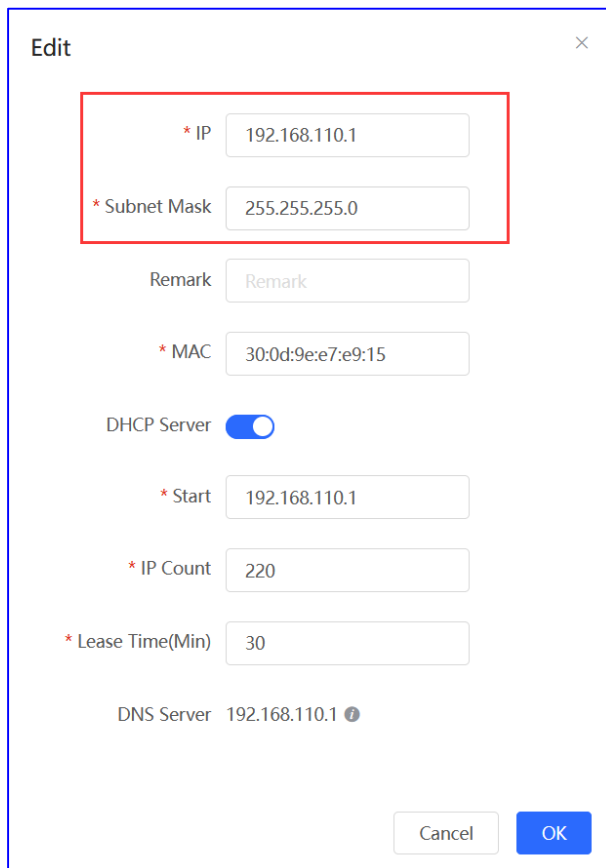 Edit
* IP 192.168.110.1
* Subnet Mask 255.255.255.0
Remark Remark
* MAC 30:0d:9e:e7:e9:15
DHCP Server
* Start 192.168.110.1
* IP Count 220
* Lease Time(Min) 30
DNS Server 192.168.110.1
Cancel OK